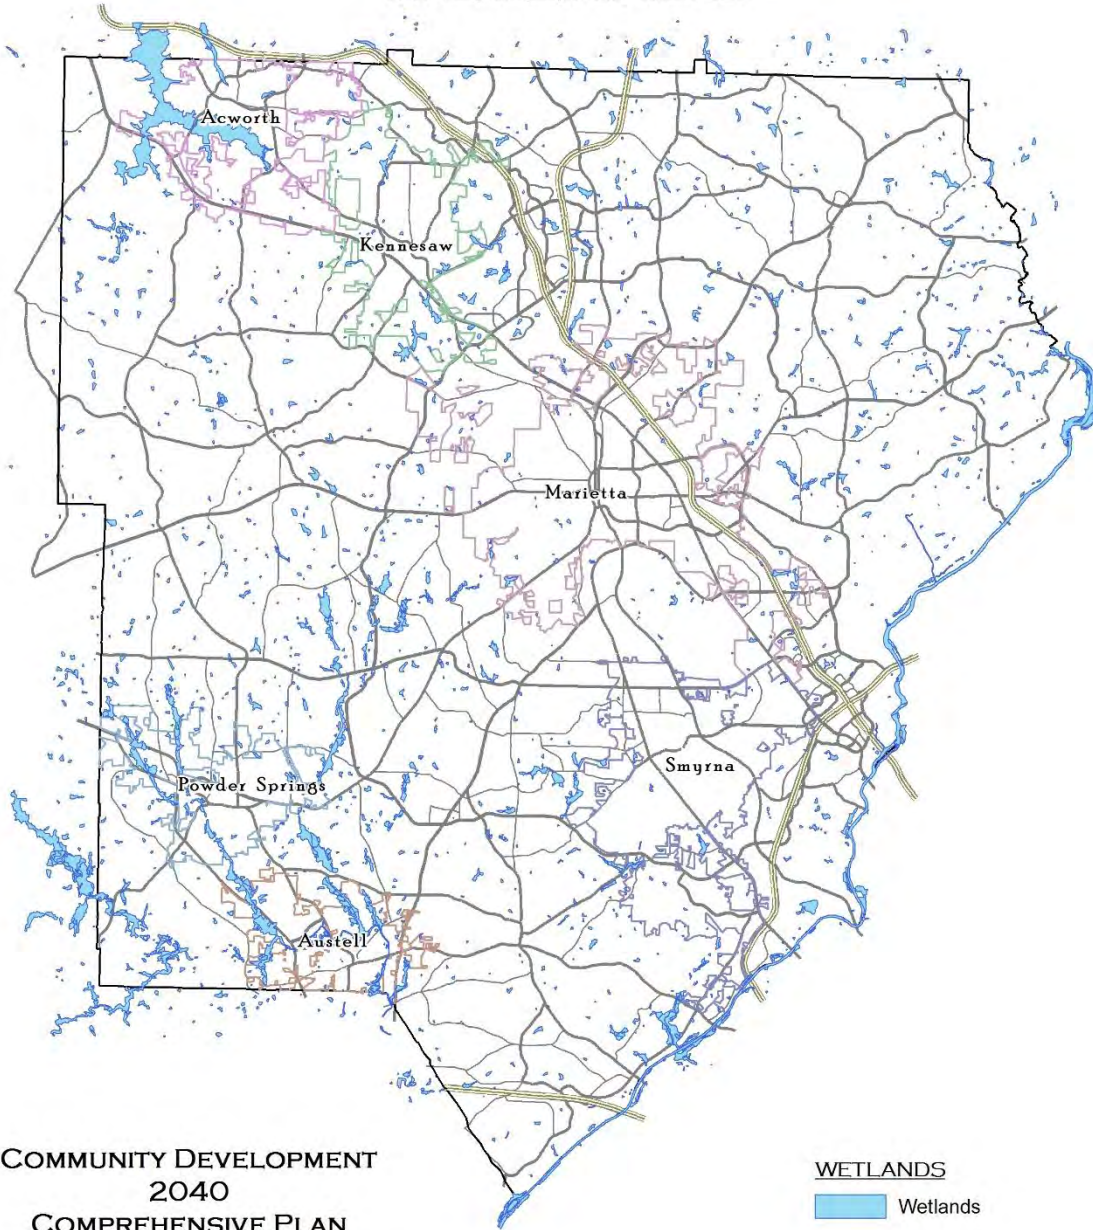 Acworth
Kennesaw
Marietta
Smyrna
Powder Springs
Austell
COMMUNITY DEVELOPMENT
2040
COMPREHENSIVE PLAN
WETLANDS
Wetlands